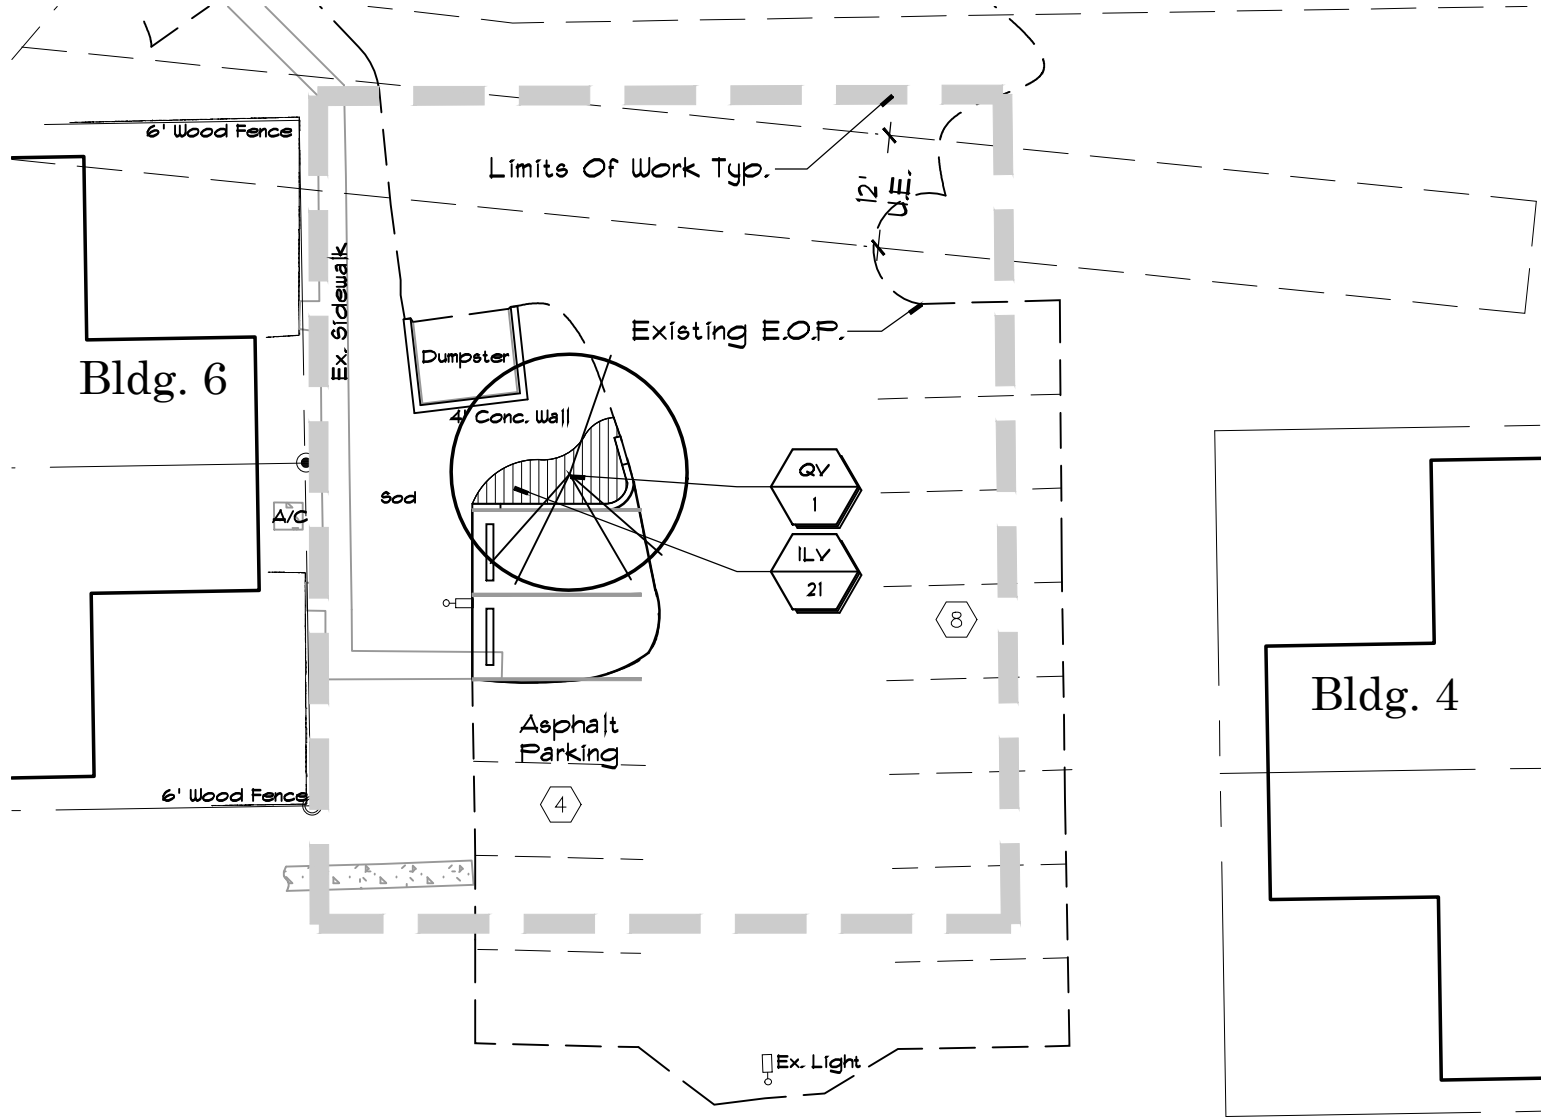 6' Wood Fence
Limits Of Work Typ.
12'
U.E.
Ex. Sidewalk
Existing E.O.P.
Dumpster
Bldg. 6
4' Conc. Wall
QV
1
Sod
A/C
ILV
21
8
Bldg. 4
Asphalt
Parking
6' Wood Fence
4
Ex. Light